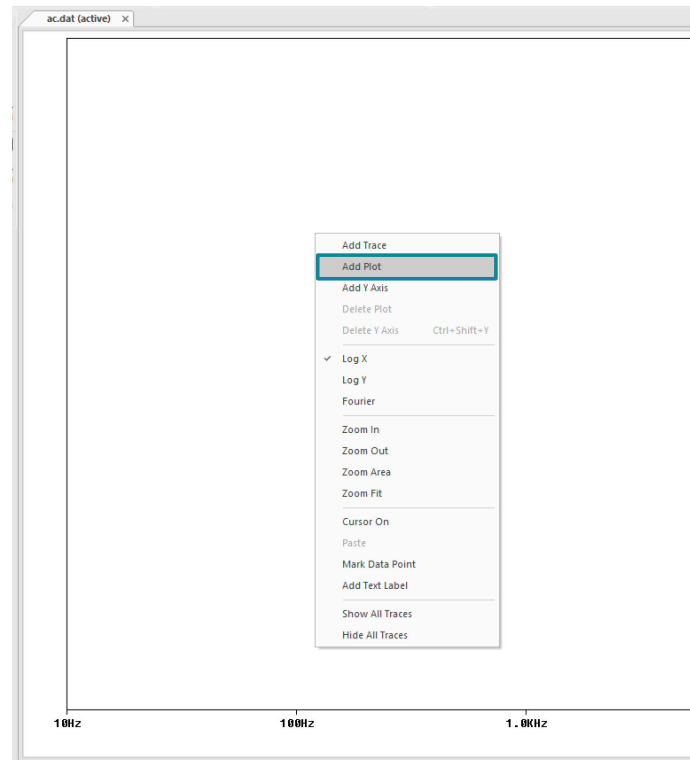 ac.dat (active) ×
Add Trace
Add Plot
Add Y Axis
Delete Plot
Delete Y Axis Ctrl+Shift+Y
Log X
Log Y
Fourier
Zoom In
Zoom Out
Zoom Area
Zoom Fit
Cursor On
Paste
Mark Data Point
Add Text Label
Show All Traces
Hide All Traces
10Hz 100Hz 1.0KHz